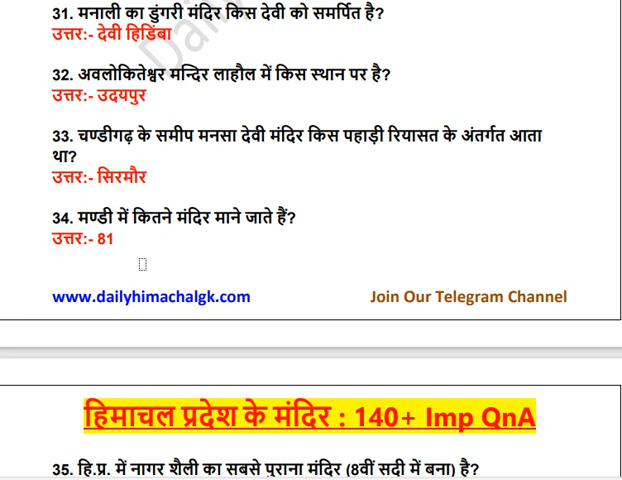 31. मनाली का डुंगरी मंदिर किस देवी को समर्पित है?
उत्तर:- देवी हिडिंबा
32. अवलोकितेश्वर मन्दिर लाहौल में किस स्थान पर है?
उत्तर:- उदयपुर
33. चण्डीगढ़ के समीप मनसा देवी मंदिर किस पहाड़ी रियासत के अंतर्गत आता
था?
उत्तर:- सिरमौर
34. मण्डी में कितने मंदिर माने जाते हैं?
उत्तर:- 81
www.dailyhimachalgk.com Join Our Telegram Channel
हिमाचल प्रदेश के मंदिर : 140+ Imp QnA
35. हि.प्र. में नागर शैली का सबसे पुराना मंदिर (8वीं सदी में बना) है?